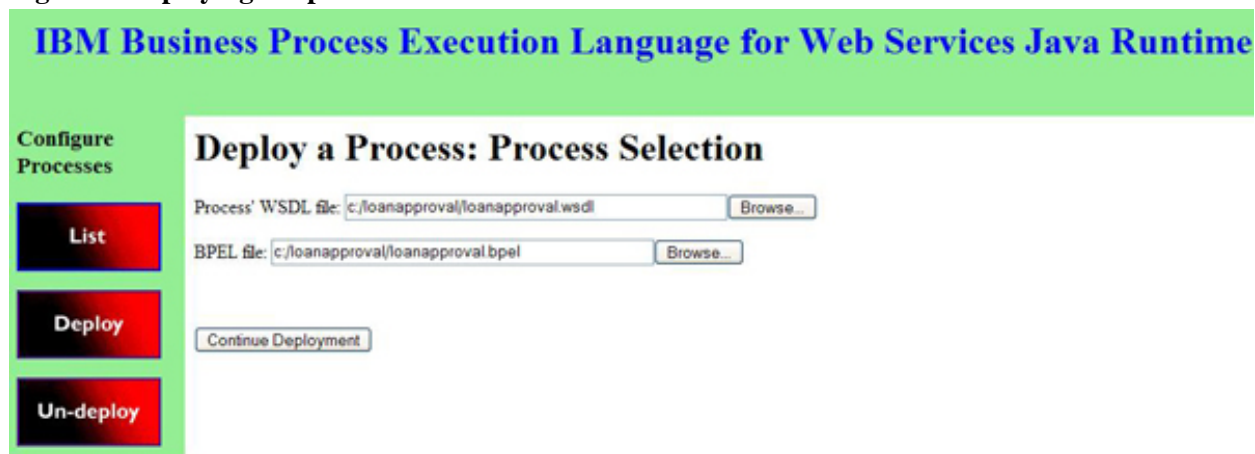 IBM Business Process Execution Language for Web Services Java Runtime
Configure
Processes
List
Deploy
Un-deploy
Deploy a Process: Process Selection
Process' WSDL file: c:/loanapproval/loanapproval.wsdl Browse...
BPEL file: c:/loanapproval/loanapproval.bpel Browse...
Continue Deployment